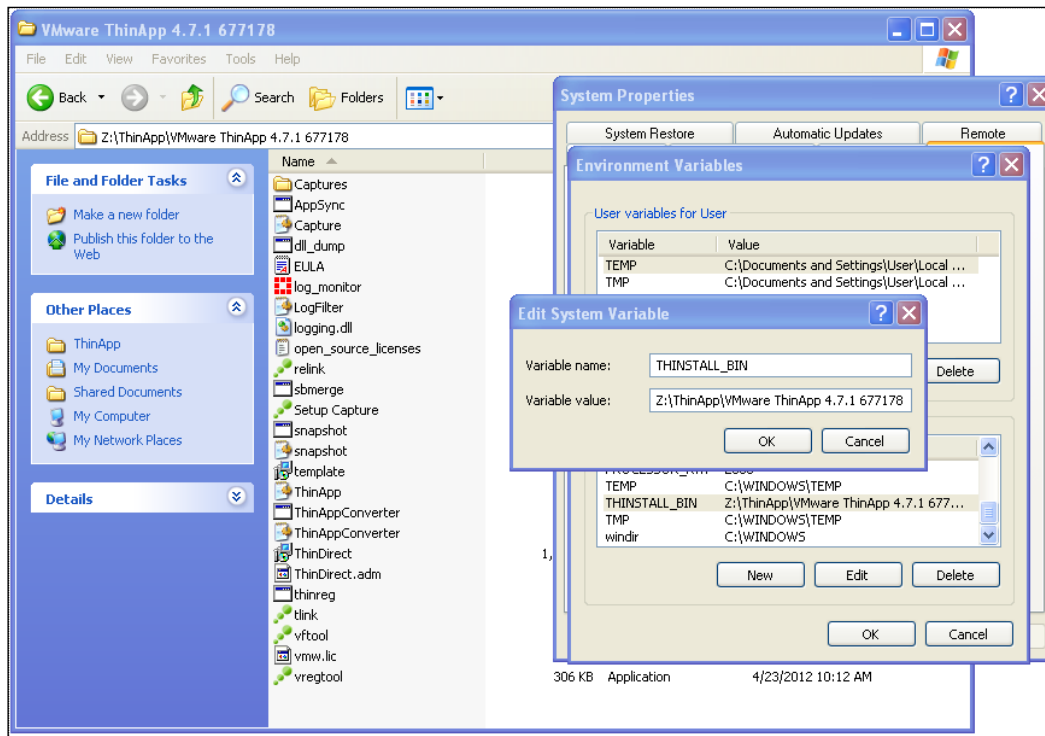 VMware ThinApp 4.7.1 677178
File Edit View Favorites Tools Help
Back Search Folders
Address Z:\ThinApp\VMware ThinApp 4.7.1 677178
File and Folder Tasks
Make a new folder
Publish this folder to the
Web
Other Places
ThinApp
My Documents
Shared Documents
My Computer
My Network Places
Details
Name
Captures
AppSync
Capture
dll_dump
EULA
log_monitor
LogFilter
logging.dll
open_source_licenses
relink
sbmerge
Setup Capture
snapshot
snapshot
template
ThinApp
ThinAppConverter
ThinAppConverter
ThinDirect
1,
ThinDirect.adm
thinreg
tlink
vftool
vmw.lic
vregtool 306 KB Application 4/23/2012 10:12 AM
System Properties
System Restore Automatic Updates Remote
Environment Variables
User variables for User
Variable Value
TEMP C:\Documents and Settings\User\Local ...
TMP C:\Documents and Settings\User\Local ...
Delete
Edit System Variable
Variable name: THINSTALL_BIN
Variable value: Z:\ThinApp\VMware ThinApp 4.7.1 677178
OK Cancel
TEMP C:\WINDOWS\TEMP
THINSTALL_BIN Z:\ThinApp\VMware ThinApp 4.7.1 677...
TMP C:\WINDOWS\TEMP
windir C:\WINDOWS
New Edit Delete
OK Cancel